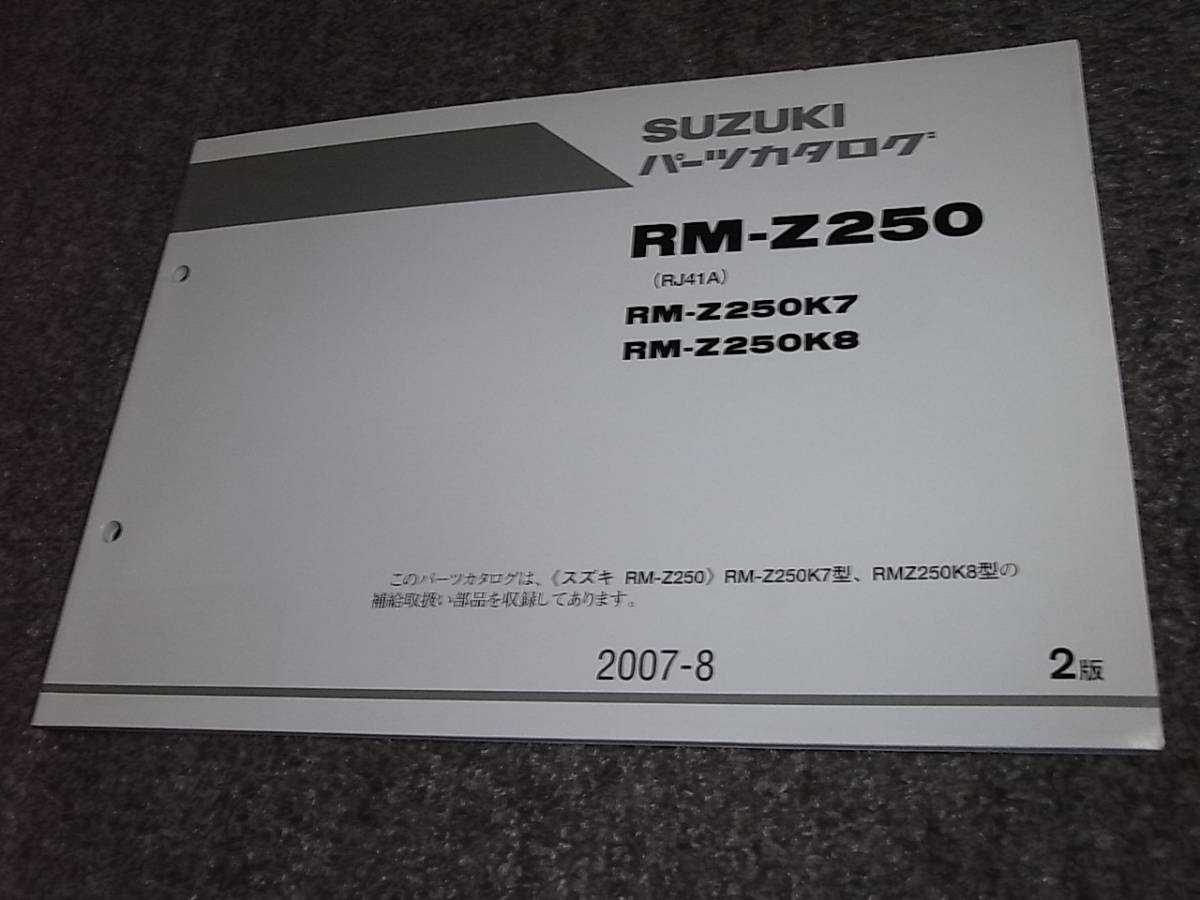 SUZUKI
パーツカタログ
RM-Z250
(RJ41A)
RM-Z250K7
RM-Z250K8
このパーツカタログは、《スズキ RM-Z250》RM-Z250K7型、RMZ250K8型の
補給取扱い部品を収録してあります。
2007-8
2版